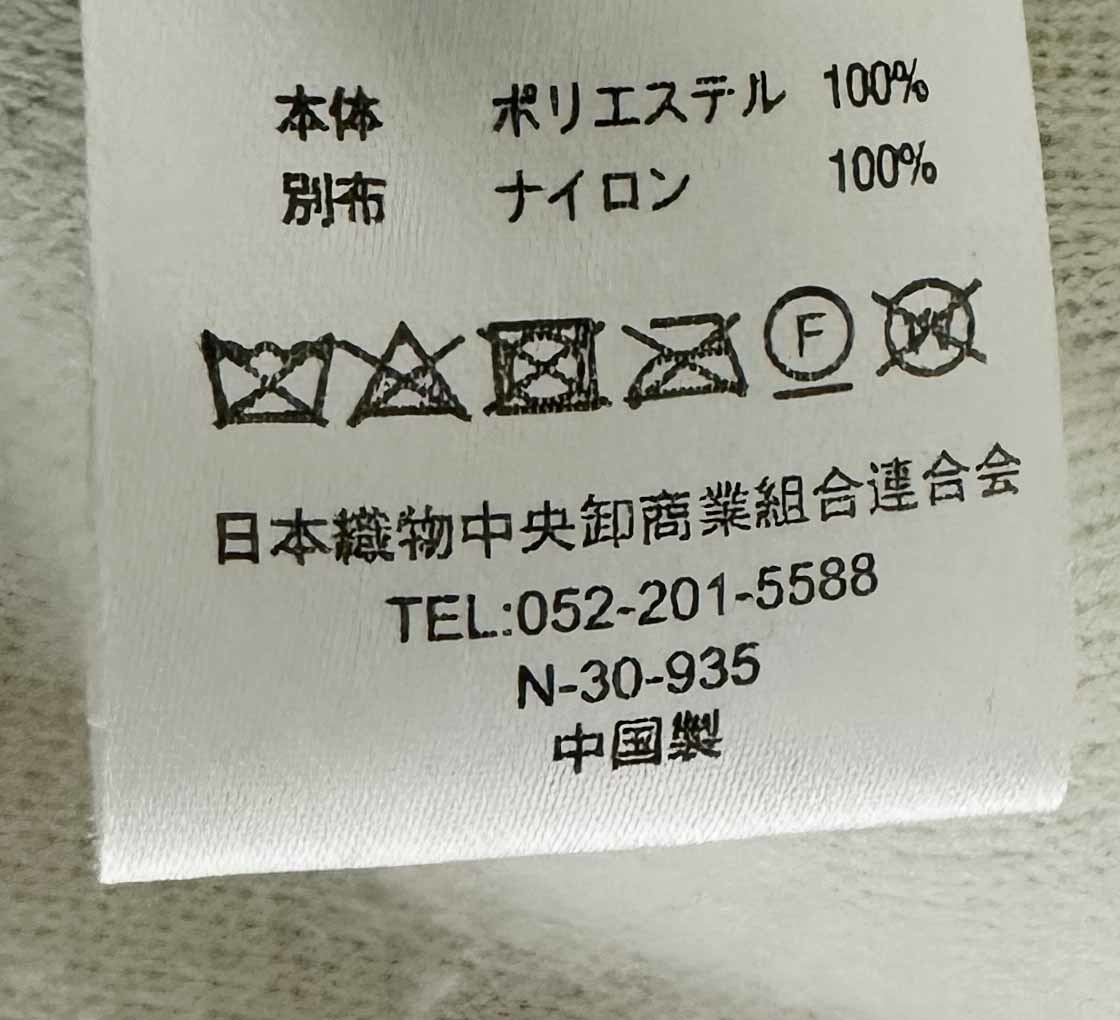 本体 ポリエステル 100%
別布 ナイロン 100%
F W
日本織物中央卸商業組合連合会
TEL:052-201-5588
N-30-935
中国製